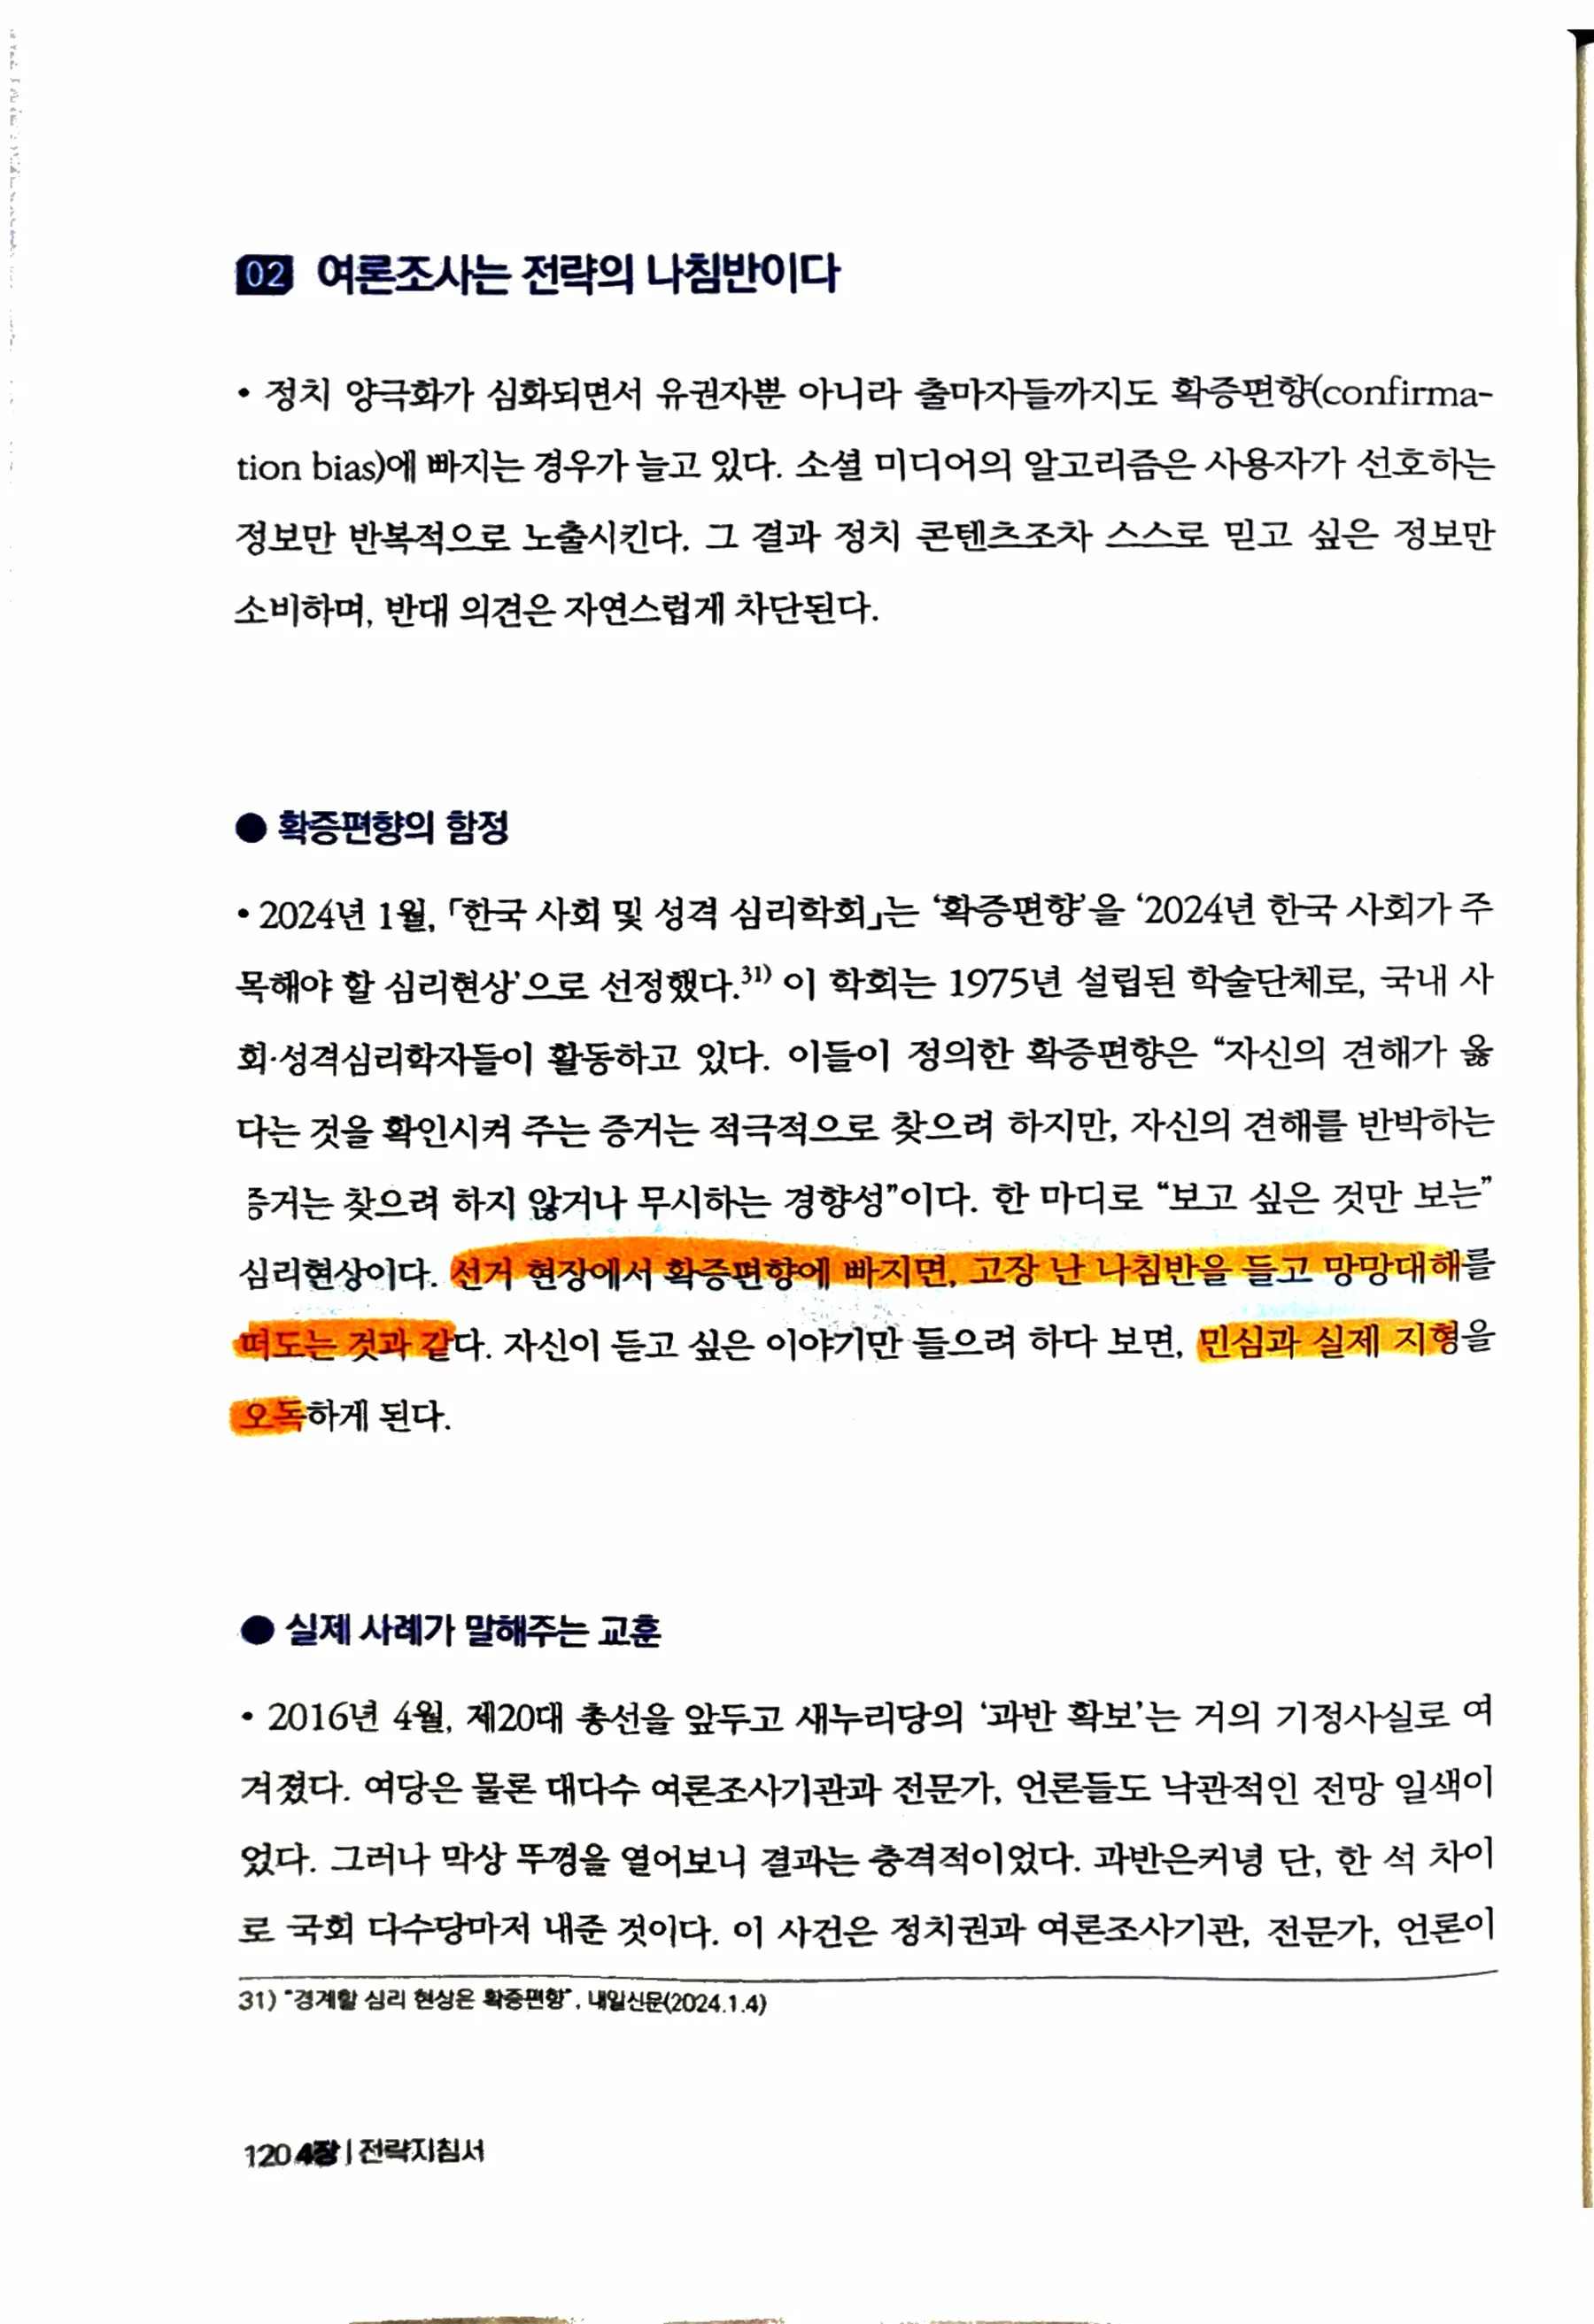 02 여론조사는 전략의 나침반이다
• 정치 양극화가 심화되면서 유권자뿐 아니라 출마자들까지도 확증편향(confirma-
tion bias)에 빠지는 경우가 늘고 있다. 소셜 미디어의 알고리즘은 사용자가 선호하는
정보만 반복적으로 노출시킨다. 그 결과 정치 콘텐츠조차 스스로 믿고 싶은 정보만
소비하며, 반대 의견은 자연스럽게 차단된다.
● 확증편향의 함정
• 2024년 1월, 「한국 사회 및 성격 심리학회」는 ‘확증편향’을 ‘2024년 한국 사회가 주
목해야 할 심리현상’으로 선정했다.31) 이 학회는 1975년 설립된 학술단체로, 국내 사
회·성격심리학자들이 활동하고 있다. 이들이 정의한 확증편향은 “자신의 견해가 옳
다는 것을 확인시켜 주는 증거는 적극적으로 찾으려 하지만, 자신의 견해를 반박하는
증거는 찾으려 하지 않거나 무시하는 경향성”이다. 한 마디로 “보고 싶은 것만 보는”
심리현상이다. 선거 현장에서 확증편향에 빠지면, 고장 난 나침반을 들고 망망대해를
떠도는 것과 같다. 자신이 듣고 싶은 이야기만 들으려 하다 보면, 민심과 실제 지형을
오독하게 된다.
● 실제 사례가 말해주는 교훈
• 2016년 4월, 제20대 총선을 앞두고 새누리당의 ‘과반 확보’는 거의 기정사실로 여
겨졌다. 여당은 물론 대다수 여론조사기관과 전문가, 언론들도 낙관적인 전망 일색이
었다. 그러나 막상 뚜껑을 열어보니 결과는 충격적이었다. 과반은커녕 단, 한 석 차이
로 국회 다수당마저 내준 것이다. 이 사건은 정치권과 여론조사기관, 전문가, 언론이
31) “경계할 심리 현상은 확증편향”, 내일신문(2024.1.4)
120 4장 | 전략지침서